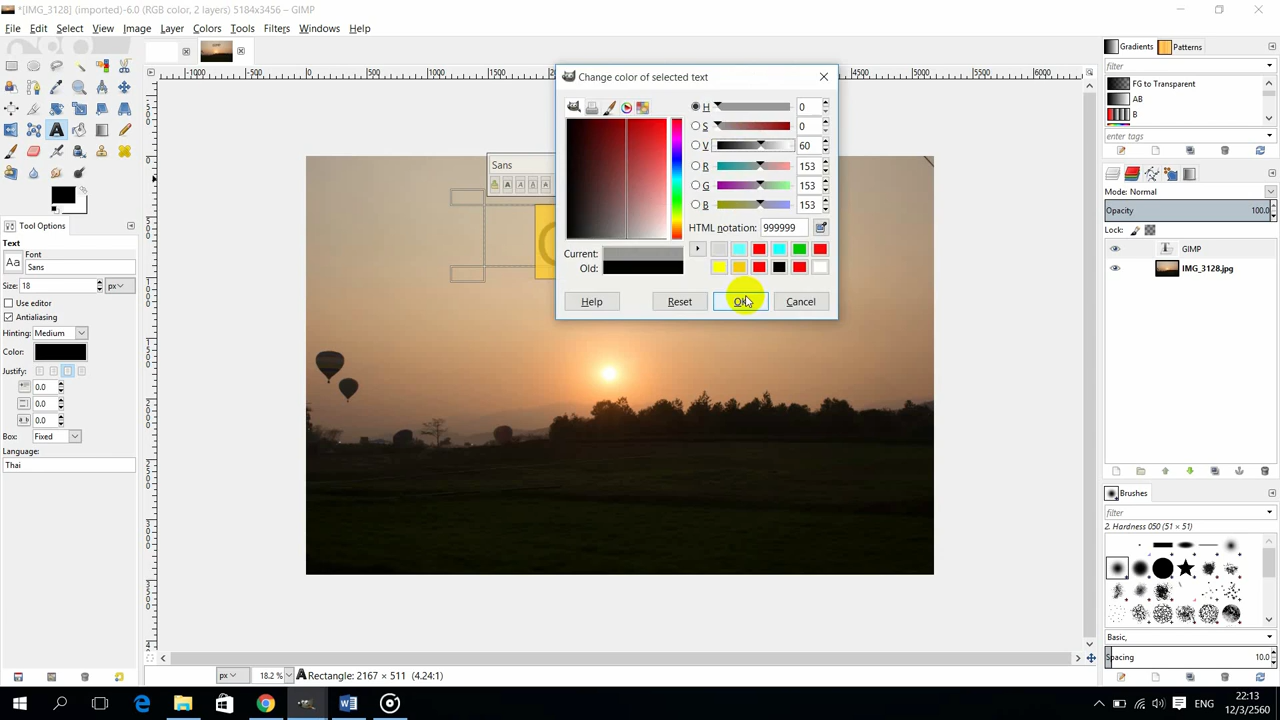 *[IMG_3128] (imported)-6.0 (RGB color, 2 layers) 5184x3456 – GIMP
File Edit Select View Image Layer Colors Tools Filters Windows Help
Gradients Patterns
filter
FG to Transparent
AB
B
enter tags
Mode: Normal
Opacity 100.0
Lock:
GIMP
IMG_3128.jpg
Brushes
filter
2. Hardness 050 (51 × 51)
Basic,
Spacing 10.0
Tool Options
Text
Font
Aa Sans
Size: 18 px
Use editor
Antialiasing
Hinting: Medium
Color:
Justify:
0.0
0.0
0.0
Box: Fixed
Language:
Thai
Sans
Change color of selected text
H 0
S 0
V 60
R 153
G 153
B 153
HTML notation: 999999
Current:
Old:
Help Reset OK Cancel
px 18.2 % Rectangle: 2167 × 511 (4.24:1)
ENG
22:13
12/3/2560